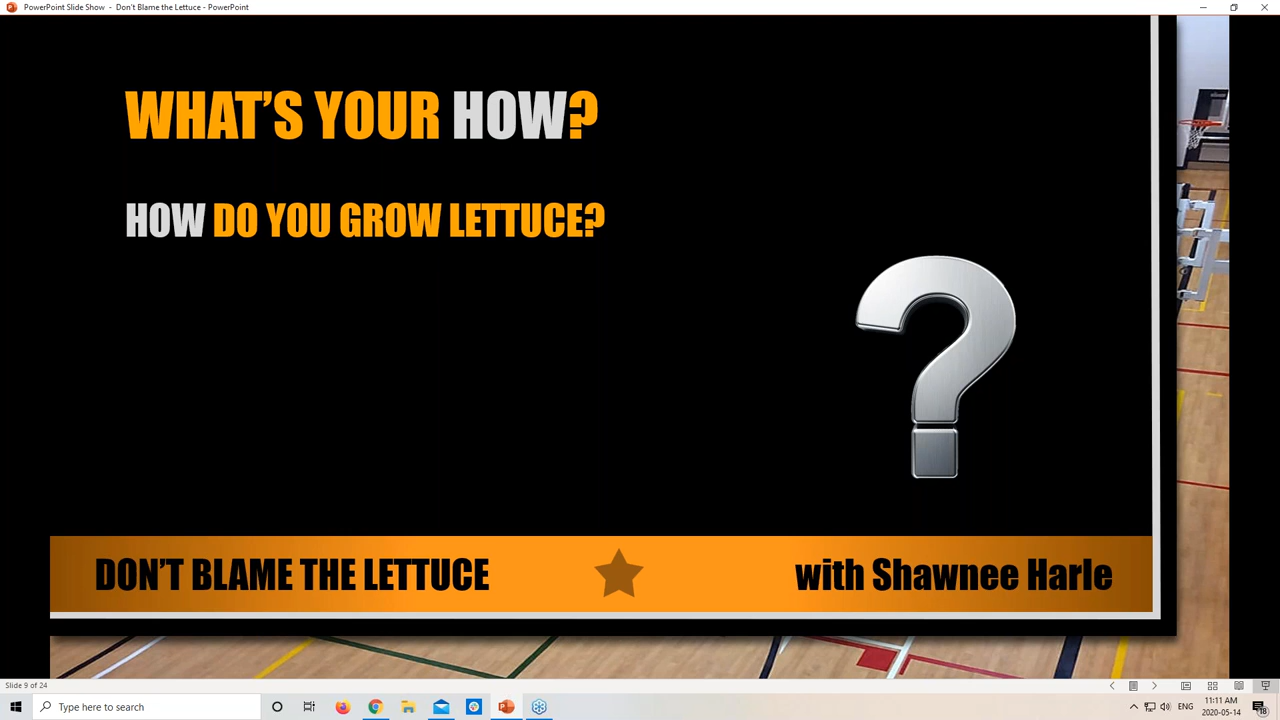 PowerPoint Slide Show - Don't Blame the Lettuce - PowerPoint
WHAT'S YOUR HOW?
HOW DO YOU GROW LETTUCE?
?
DON'T BLAME THE LETTUCE
with Shawnee Harle
Slide 9 of 24
Type here to search
ENG
11:11 AM
2020-05-14
18